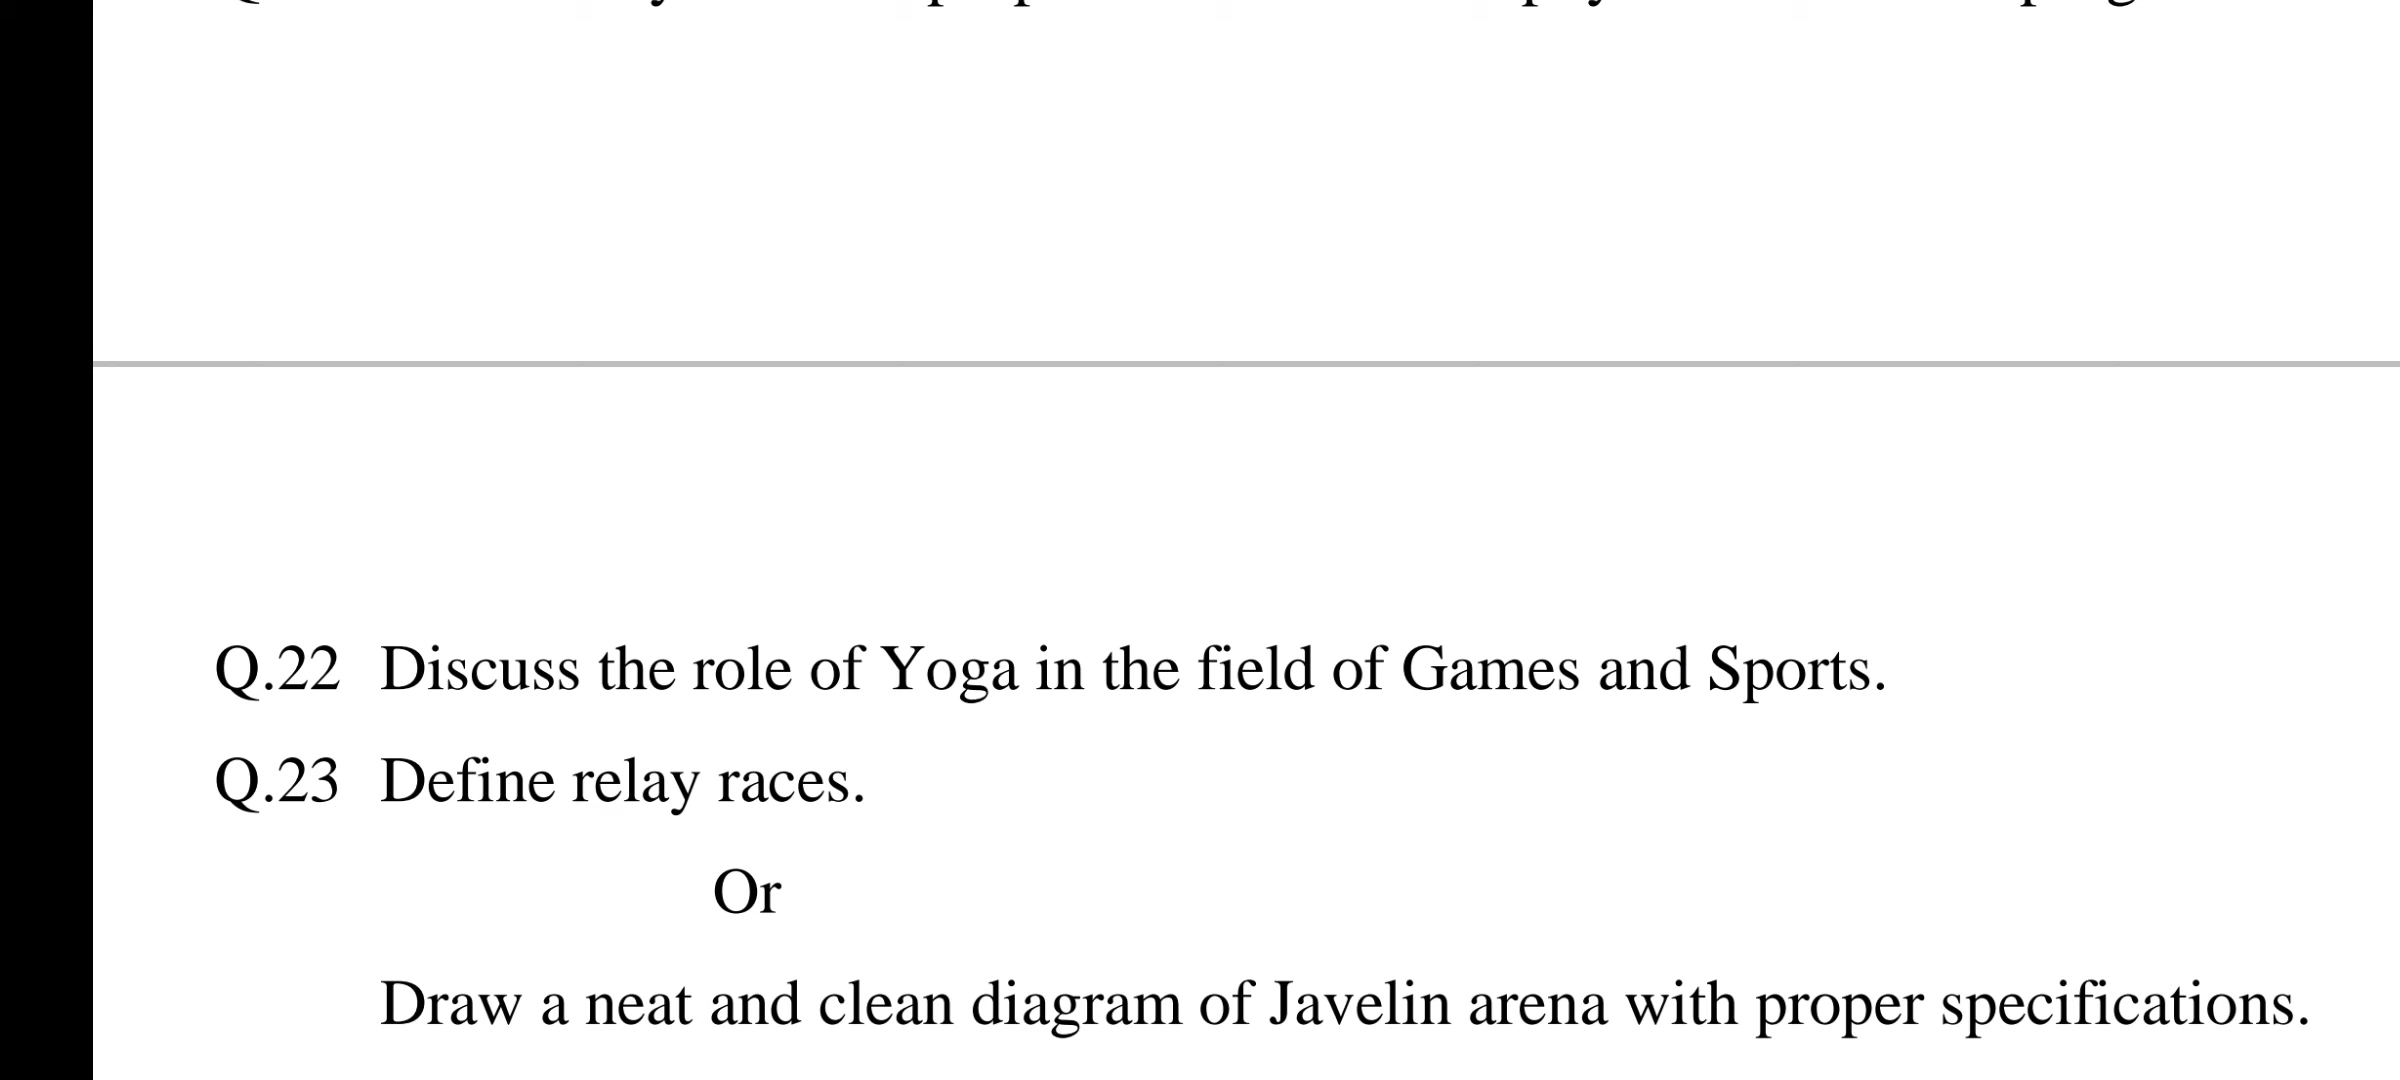 Q.22 Discuss the role of Yoga in the field of Games and Sports.
Q.23 Define relay races.
Or
Draw a neat and clean diagram of Javelin arena with proper specifications.